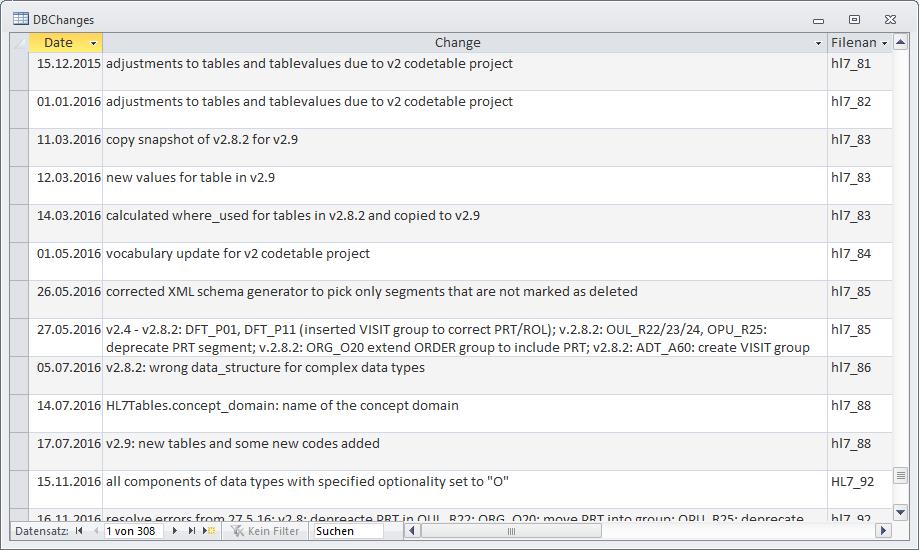 DBChanges
Date Change Filenan
15.12.2015 adjustments to tables and tablevalues due to v2 codetable project hl7_81
01.01.2016 adjustments to tables and tablevalues due to v2 codetable project hl7_82
11.03.2016 copy snapshot of v2.8.2 for v2.9 hl7_83
12.03.2016 new values for table in v2.9 hl7_83
14.03.2016 calculated where_used for tables in v2.8.2 and copied to v2.9 hl7_83
01.05.2016 vocabulary update for v2 codetable project hl7_84
26.05.2016 corrected XML schema generator to pick only segments that are not marked as deleted hl7_85
27.05.2016 v2.4 - v2.8.2: DFT_P01, DFT_P11 (inserted VISIT group to correct PRT/ROL); v.2.8.2: OUL_R22/23/24, OPU_R25: hl7_85
deprecate PRT segment; v.2.8.2: ORG_O20 extend ORDER group to include PRT; v2.8.2: ADT_A60: create VISIT group
05.07.2016 v2.8.2: wrong data_structure for complex data types hl7_86
14.07.2016 HL7Tables.concept_domain: name of the concept domain hl7_88
17.07.2016 v2.9: new tables and some new codes added hl7_88
15.11.2016 all components of data types with specified optionality set to "O" HL7_92
16.11.2016 resolve errors from 27.5.16: v2.8: depreacte PRT in OUL_R22; ORG_O20: move PRT into group; OPU_R25: deprecate hl7_92
Datensatz: 1 von 308 Kein Filter Suchen